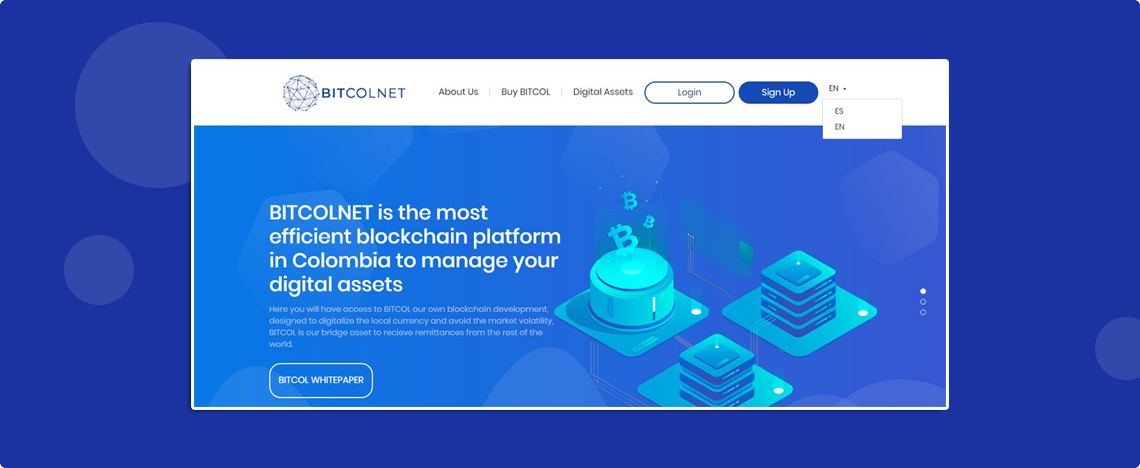 BITCOLNET
About Us
Buy BITCOL
Digital Assets
Login
Sign Up
EN
ES
EN
BITCOLNET is the most
efficient blockchain platform
in Colombia to manage your
digital assets
Here you will have access to BITCOL our own blockchain development,
designed to digitalize the local currency and avoid the market volatility,
BITCOL is our bridge asset to recieve remittances from the rest of the
world.
BITCOL WHITEPAPER